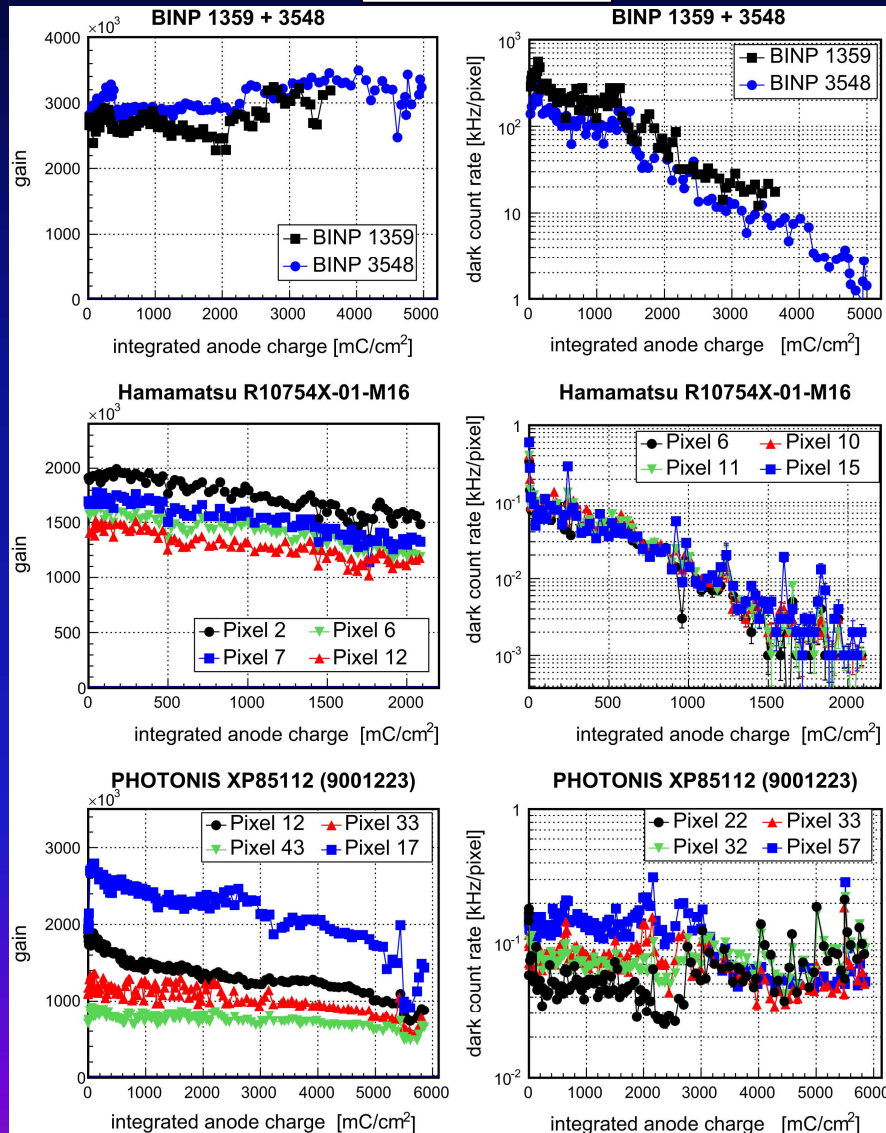 BINP 1359 + 3548
×10³
4000
3000
2000
1000
0
gain
BINP 1359
BINP 3548
0 1000 2000 3000 4000 5000
integrated anode charge [mC/cm²]
BINP 1359 + 3548
10³
10²
10
1
dark count rate [kHz/pixel]
BINP 1359
BINP 3548
0 1000 2000 3000 4000 5000
integrated anode charge [mC/cm²]
Hamamatsu R10754X-01-M16
×10³
2000
1500
1000
500
0
gain
Pixel 2 Pixel 6
Pixel 7 Pixel 12
0 500 1000 1500 2000
integrated anode charge [mC/cm²]
Hamamatsu R10754X-01-M16
1
10⁻¹
10⁻²
10⁻³
dark count rate [kHz/pixel]
Pixel 6 Pixel 10
Pixel 11 Pixel 15
0 500 1000 1500 2000
integrated anode charge [mC/cm²]
PHOTONIS XP85112 (9001223)
×10³
3000
2000
1000
0
gain
Pixel 12 Pixel 33
Pixel 43 Pixel 17
0 1000 2000 3000 4000 5000 6000
integrated anode charge [mC/cm²]
PHOTONIS XP85112 (9001223)
1
10⁻¹
10⁻²
dark count rate [kHz/pixel]
Pixel 22 Pixel 33
Pixel 32 Pixel 57
0 1000 2000 3000 4000 5000 6000
integrated anode charge [mC/cm²]